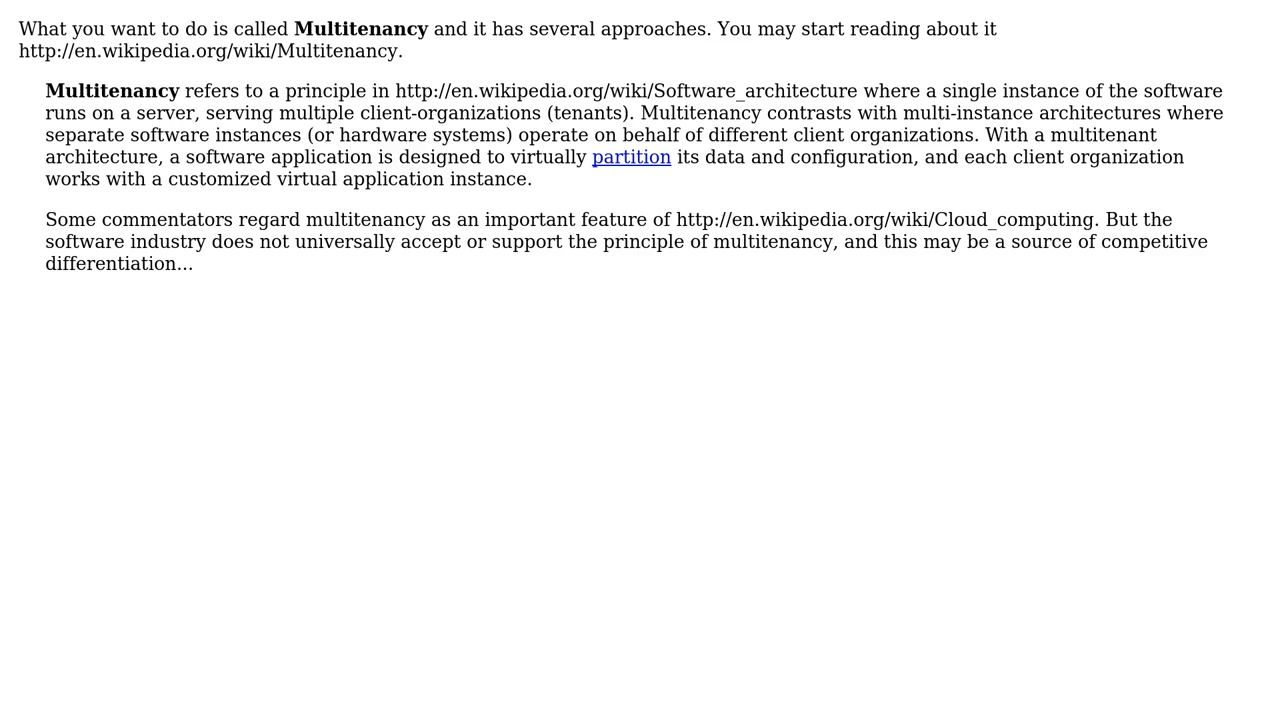 What you want to do is called Multitenancy and it has several approaches. You may start reading about it
http://en.wikipedia.org/wiki/Multitenancy.
Multitenancy refers to a principle in http://en.wikipedia.org/wiki/Software_architecture where a single instance of the software
runs on a server, serving multiple client-organizations (tenants). Multitenancy contrasts with multi-instance architectures where
separate software instances (or hardware systems) operate on behalf of different client organizations. With a multitenant
architecture, a software application is designed to virtually partition its data and configuration, and each client organization
works with a customized virtual application instance.
Some commentators regard multitenancy as an important feature of http://en.wikipedia.org/wiki/Cloud_computing. But the
software industry does not universally accept or support the principle of multitenancy, and this may be a source of competitive
differentiation...